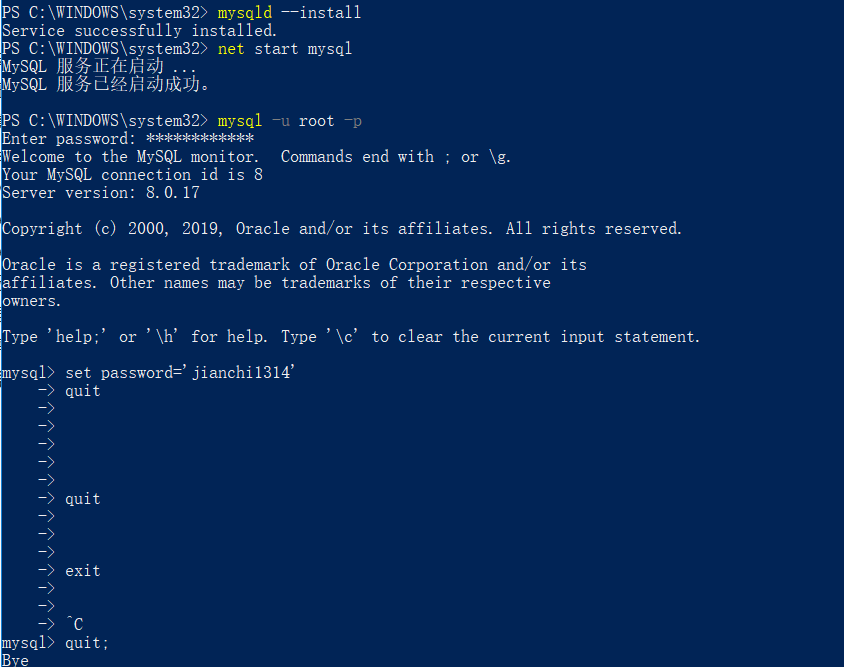 PS C:\WINDOWS\system32> mysqld --install
Service successfully installed.
PS C:\WINDOWS\system32> net start mysql
MySQL 服务正在启动 ...
MySQL 服务已经启动成功。
PS C:\WINDOWS\system32> mysql -u root -p
Enter password: ************
Welcome to the MySQL monitor.  Commands end with ; or \g.
Your MySQL connection id is 8
Server version: 8.0.17
Copyright (c) 2000, 2019, Oracle and/or its affiliates. All rights reserved.
Oracle is a registered trademark of Oracle Corporation and/or its
affiliates. Other names may be trademarks of their respective
owners.
Type 'help;' or '\h' for help. Type '\c' to clear the current input statement.
mysql> set password='jianchi1314'
    -> quit
    ->
    ->
    ->
    ->
    ->
    -> quit
    ->
    ->
    ->
    -> exit
    ->
    ->
    -> ^C
mysql> quit;
Bye